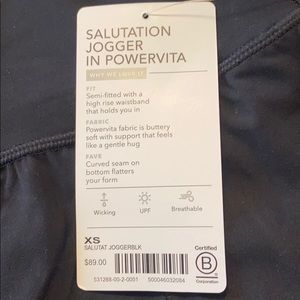 SALUTATION
JOGGER
IN POWERVITA
WHY WE LOVE IT
FIT
Semi-fitted with a
high rise waistband
that holds you in
FABRIC
Powervita fabric is buttery
soft with support that feels
like a gentle hug
FAVE
Curved seam on
bottom flatters
your form
Wicking UPF Breathable
XS
SALUTAT JOGGERBLK
$89.00
531288-00-2-0001 500046032084
Certified
B
Corporation